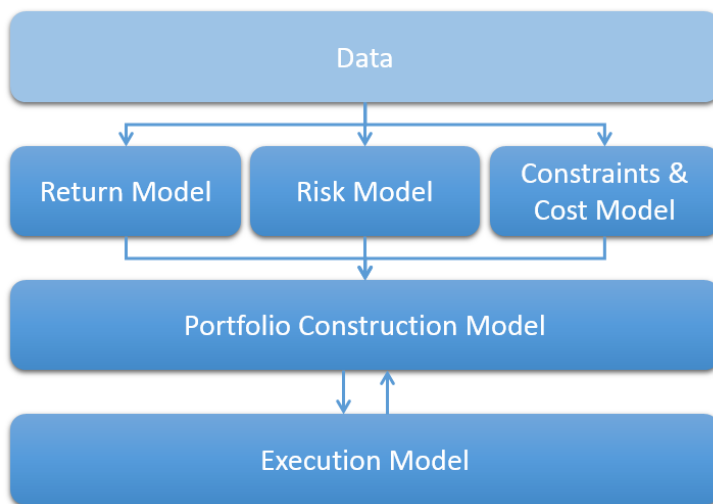 Data
Return Model
Risk Model
Constraints &
Cost Model
Portfolio Construction Model
Execution Model